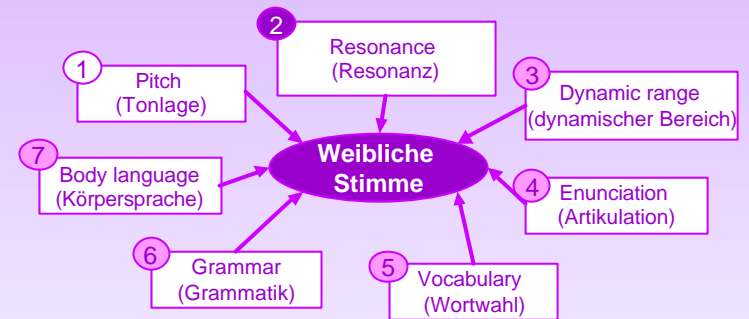 1
Pitch
(Tonlage)
2
Resonance
(Resonanz)
3
Dynamic range
(dynamischer Bereich)
4
Enunciation
(Artikulation)
5
Vocabulary
(Wortwahl)
6
Grammar
(Grammatik)
7
Body language
(Körpersprache)
Weibliche
Stimme